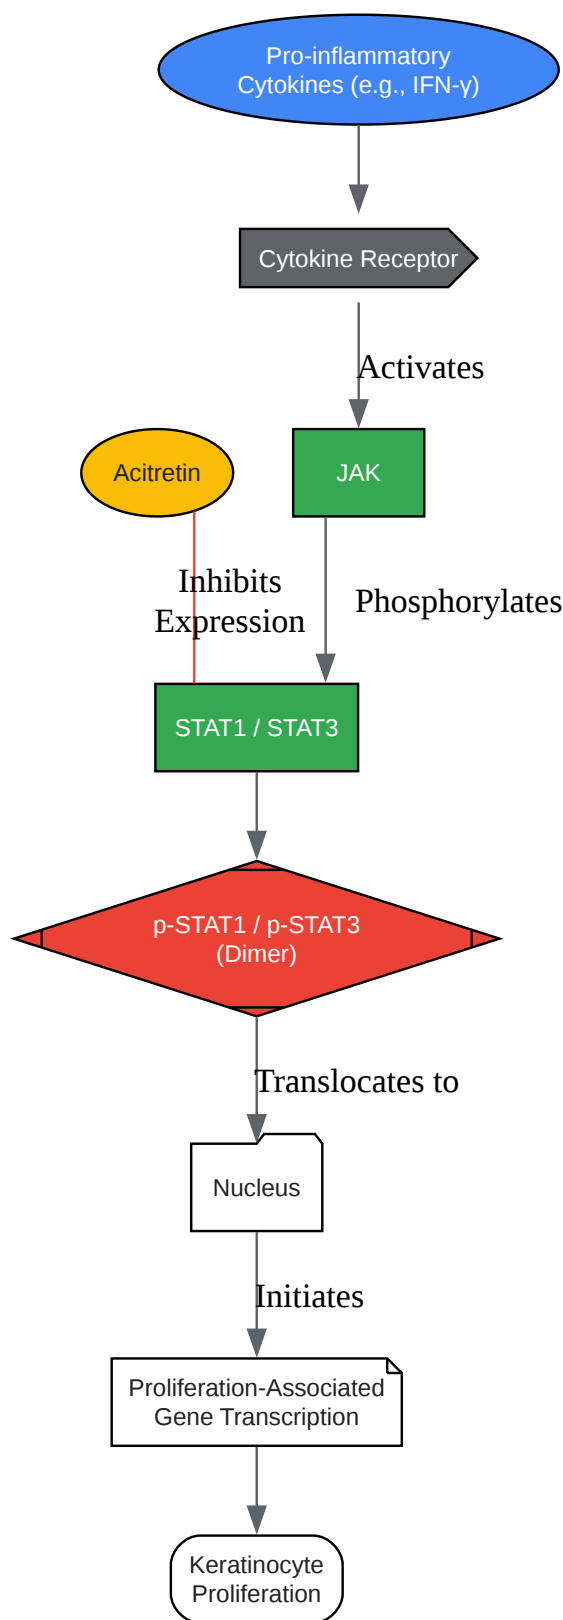 Pro-inflammatory
Cytokines (e.g., IFN-γ)
Cytokine Receptor
Activates
Acitretin
JAK
Inhibits
Expression
Phosphorylates
STAT1 / STAT3
p-STAT1 / p-STAT3
(Dimer)
Translocates to
Nucleus
Initiates
Proliferation-Associated
Gene Transcription
Keratinocyte
Proliferation